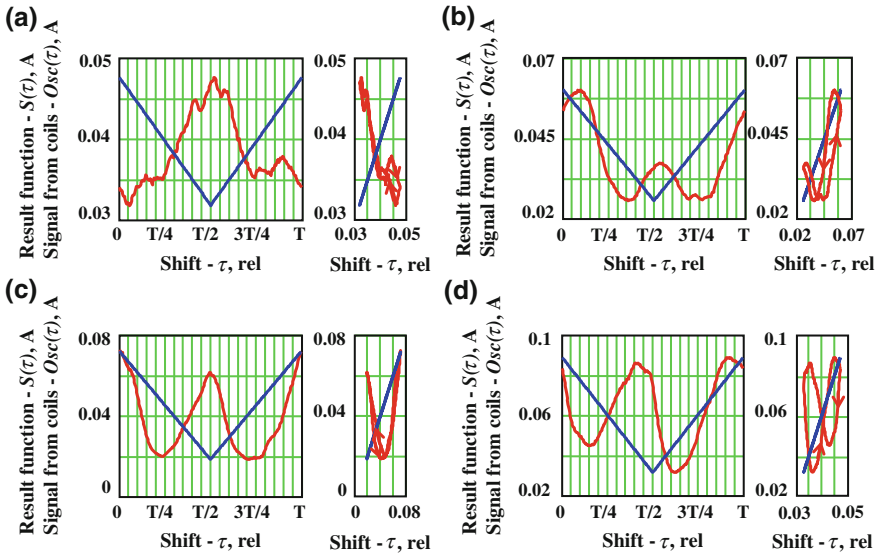 (a)
Result function - S(τ), A
Signal from coils - Osc(τ), A
0.05
0.04
0.03
0 T/4 T/2 3T/4 T
Shift - τ, rel
0.05
0.04
0.03
0.03 0.05
Shift - τ, rel
(b)
Result function - S(τ), A
Signal from coils - Osc(τ), A
0.07
0.045
0.02
0 T/4 T/2 3T/4 T
Shift - τ, rel
0.07
0.045
0.02
0.02 0.07
Shift - τ, rel
(c)
Result function - S(τ), A
Signal from coils - Osc(τ), A
0.08
0.04
0
0 T/4 T/2 3T/4 T
Shift - τ, rel
0.08
0.04
0
0 0.08
Shift - τ, rel
(d)
Result function - S(τ), A
Signal from coils - Osc(τ), A
0.1
0.06
0.02
0 T/4 T/2 3T/4 T
Shift - τ, rel
0.1
0.06
0.02
0.03 0.05
Shift - τ, rel